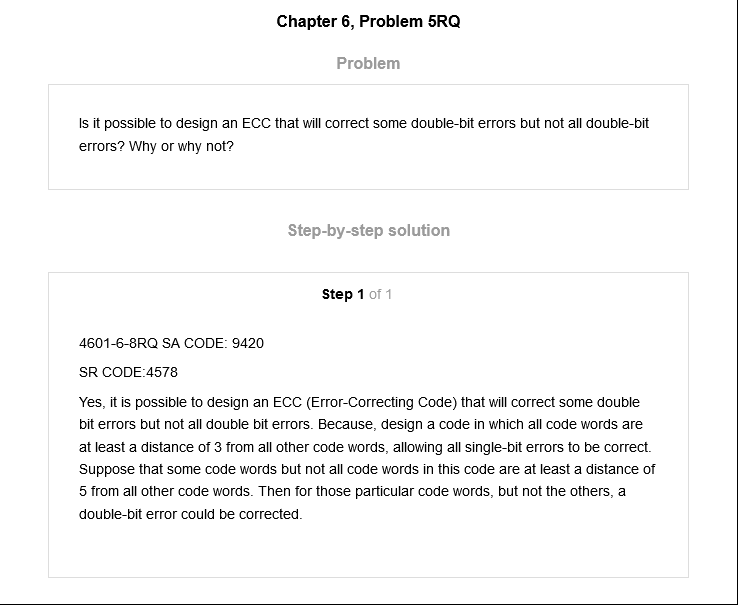 Chapter 6, Problem 5RQ
Problem
Is it possible to design an ECC that will correct some double-bit errors but not all double-bit
errors? Why or why not?
Step-by-step solution
Step 1 of 1
4601-6-8RQ SA CODE: 9420
SR CODE:4578
Yes, it is possible to design an ECC (Error-Correcting Code) that will correct some double
bit errors but not all double bit errors. Because, design a code in which all code words are
at least a distance of 3 from all other code words, allowing all single-bit errors to be correct.
Suppose that some code words but not all code words in this code are at least a distance of
5 from all other code words. Then for those particular code words, but not the others, a
double-bit error could be corrected.